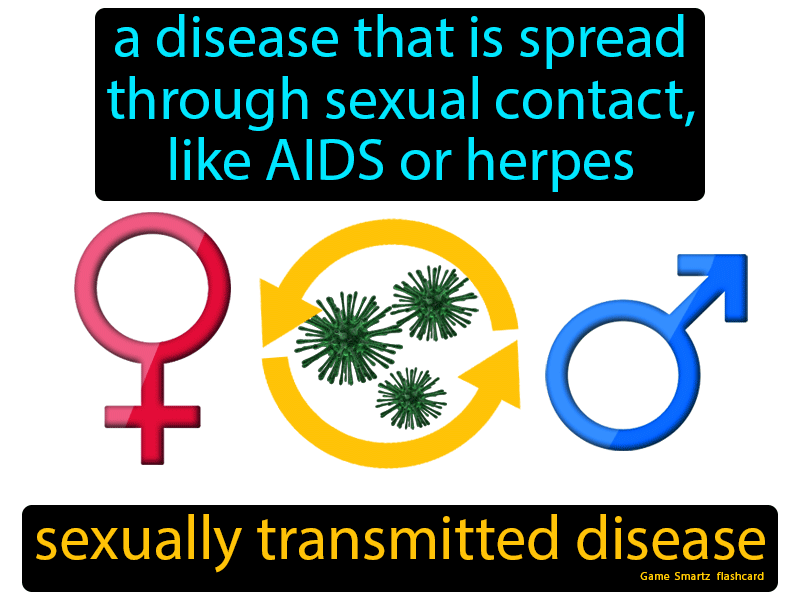 a disease that is spread
through sexual contact,
like AIDS or herpes
sexually transmitted disease
Game Smartz flashcard